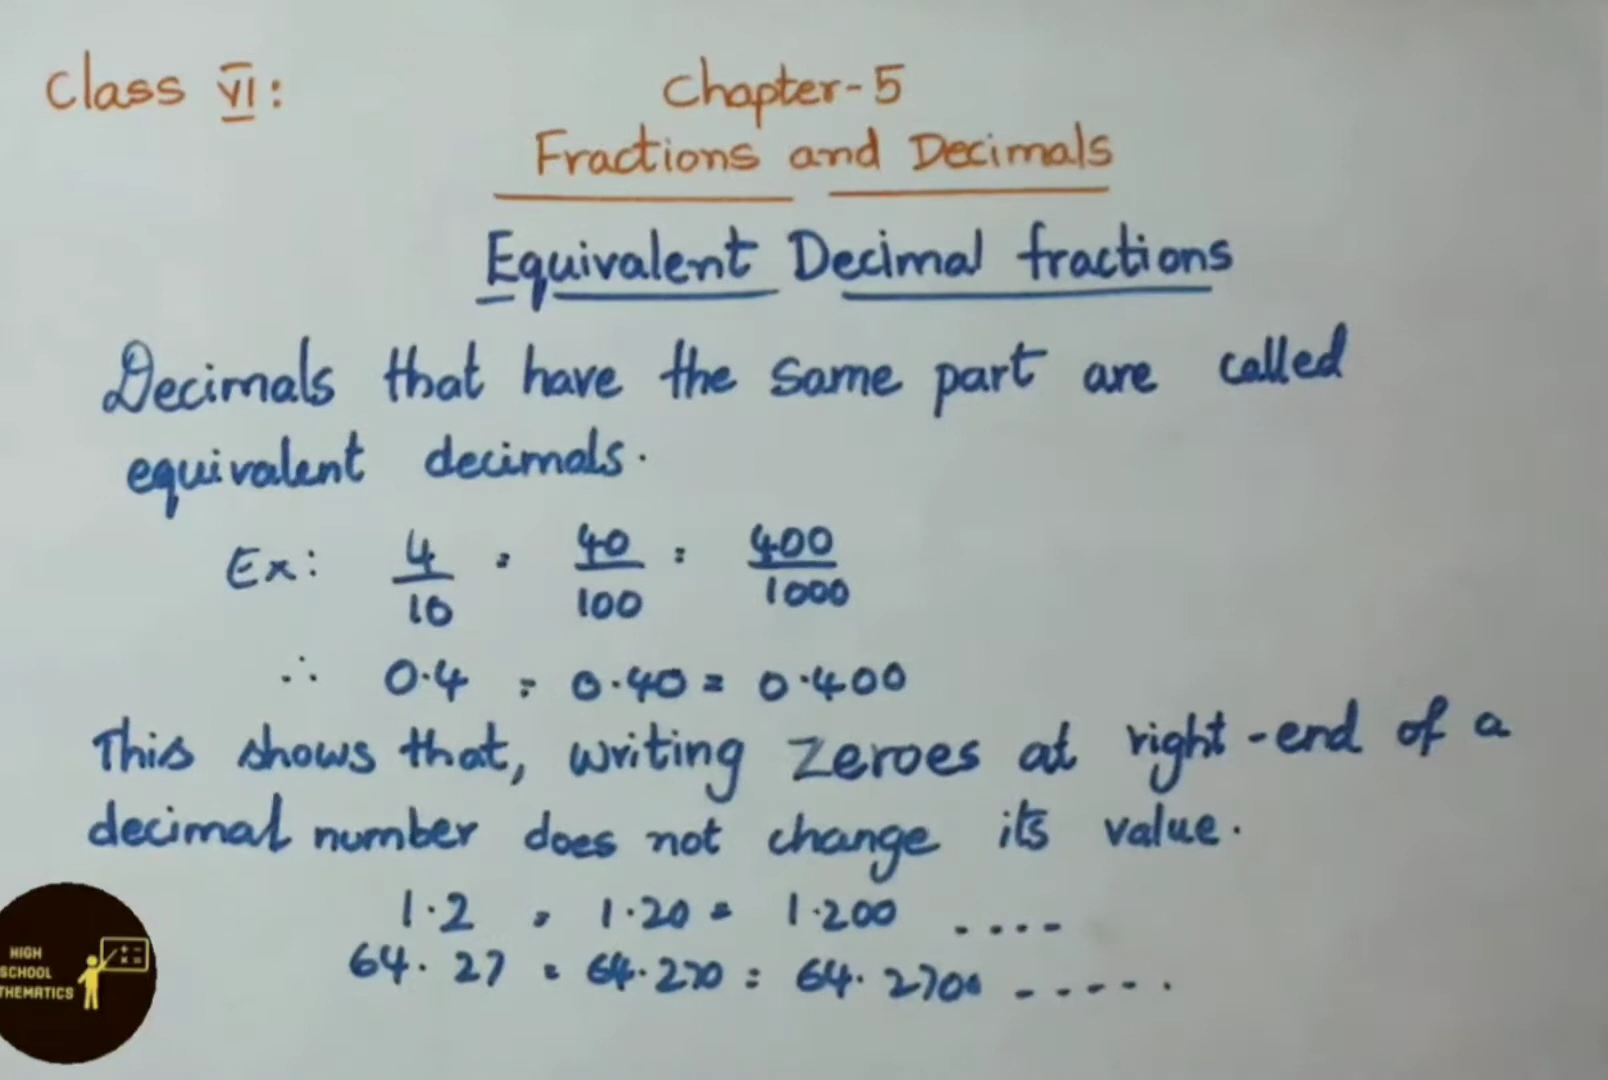 Class VI:
Chapter-5
Fractions and Decimals
Equivalent Decimal fractions
Decimals that have the same part are called
equivalent decimals.
Ex: 4/10 = 40/100 = 400/1000
∴ 0.4 = 0.40 = 0.400
This shows that, writing zeroes at right-end of a
decimal number does not change its value.
1.2 = 1.20 = 1.200 ....
64.27 = 64.270 = 64.2700 ------.
HIGH
SCHOOL
THEMATICS